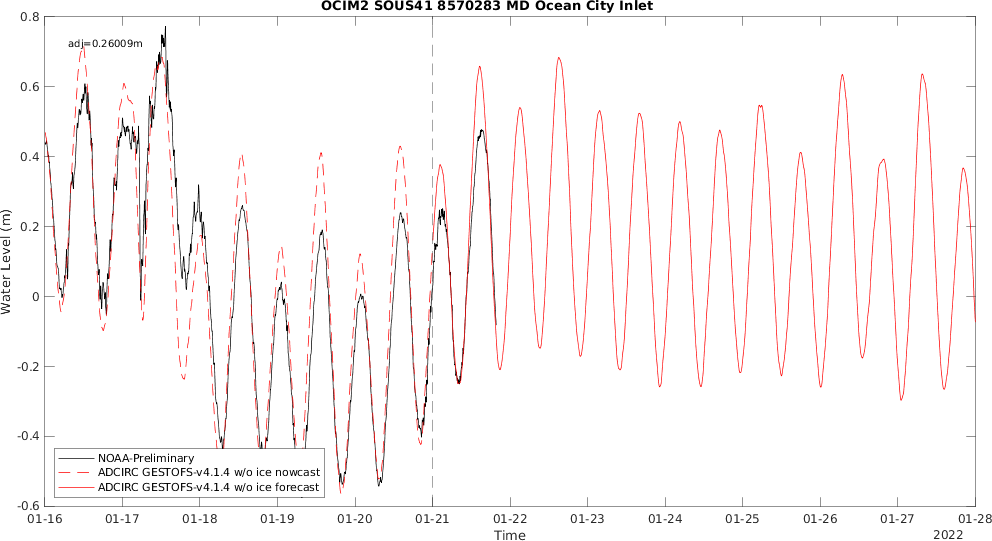 OCIM2 SOUS41 8570283 MD Ocean City Inlet
adj=0.26009m
Water Level (m)
0.8
0.6
0.4
0.2
0
-0.2
-0.4
-0.6
NOAA-Preliminary
ADCIRC GESTOFS-v4.1.4 w/o ice nowcast
ADCIRC GESTOFS-v4.1.4 w/o ice forecast
01-16 01-17 01-18 01-19 01-20 01-21 01-22 01-23 01-24 01-25 01-26 01-27 01-28
Time
2022